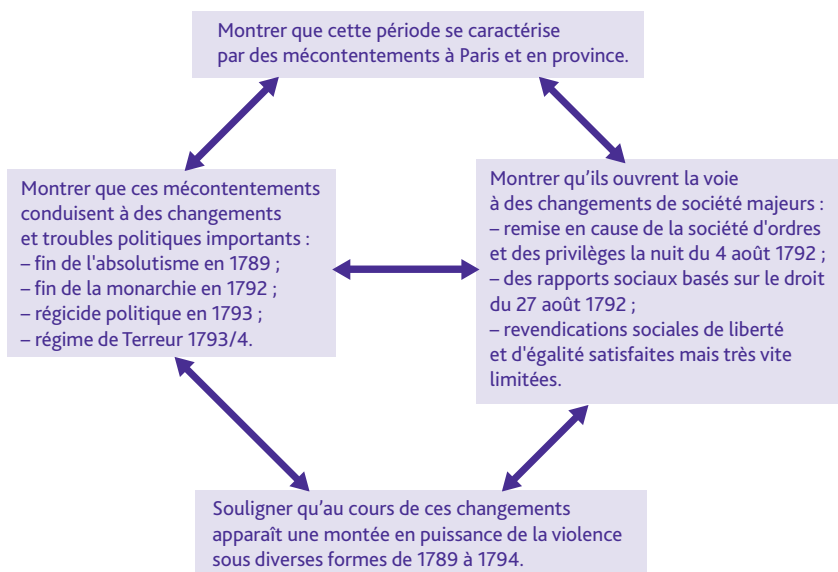 Montrer que cette période se caractérise
par des mécontentements à Paris et en province.
Montrer que ces mécontentements
conduisent à des changements
et troubles politiques importants :
– fin de l'absolutisme en 1789 ;
– fin de la monarchie en 1792 ;
– régicide politique en 1793 ;
– régime de Terreur 1793/4.
Montrer qu’ils ouvrent la voie
à des changements de société majeurs :
– remise en cause de la société d'ordres
et des privilèges la nuit du 4 août 1792 ;
– des rapports sociaux basés sur le droit
du 27 août 1792 ;
– revendications sociales de liberté
et d'égalité satisfaites mais très vite
limitées.
Souligner qu’au cours de ces changements
apparaît une montée en puissance de la violence
sous diverses formes de 1789 à 1794.